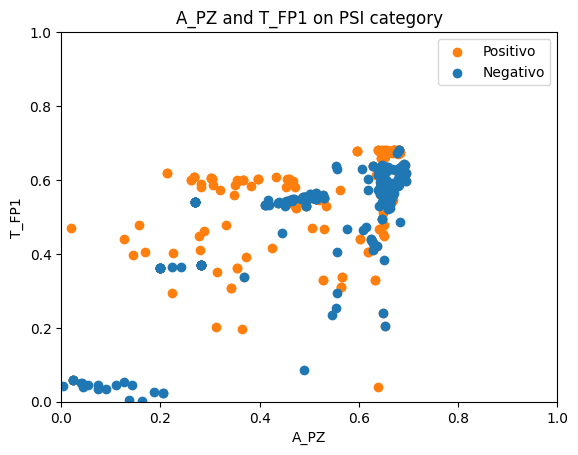 A_PZ and T_FP1 on PSI category
Positivo
Negativo
1.0
0.8
0.6
0.4
0.2
0.0
T_FP1
0.0 0.2 0.4 0.6 0.8 1.0
A_PZ